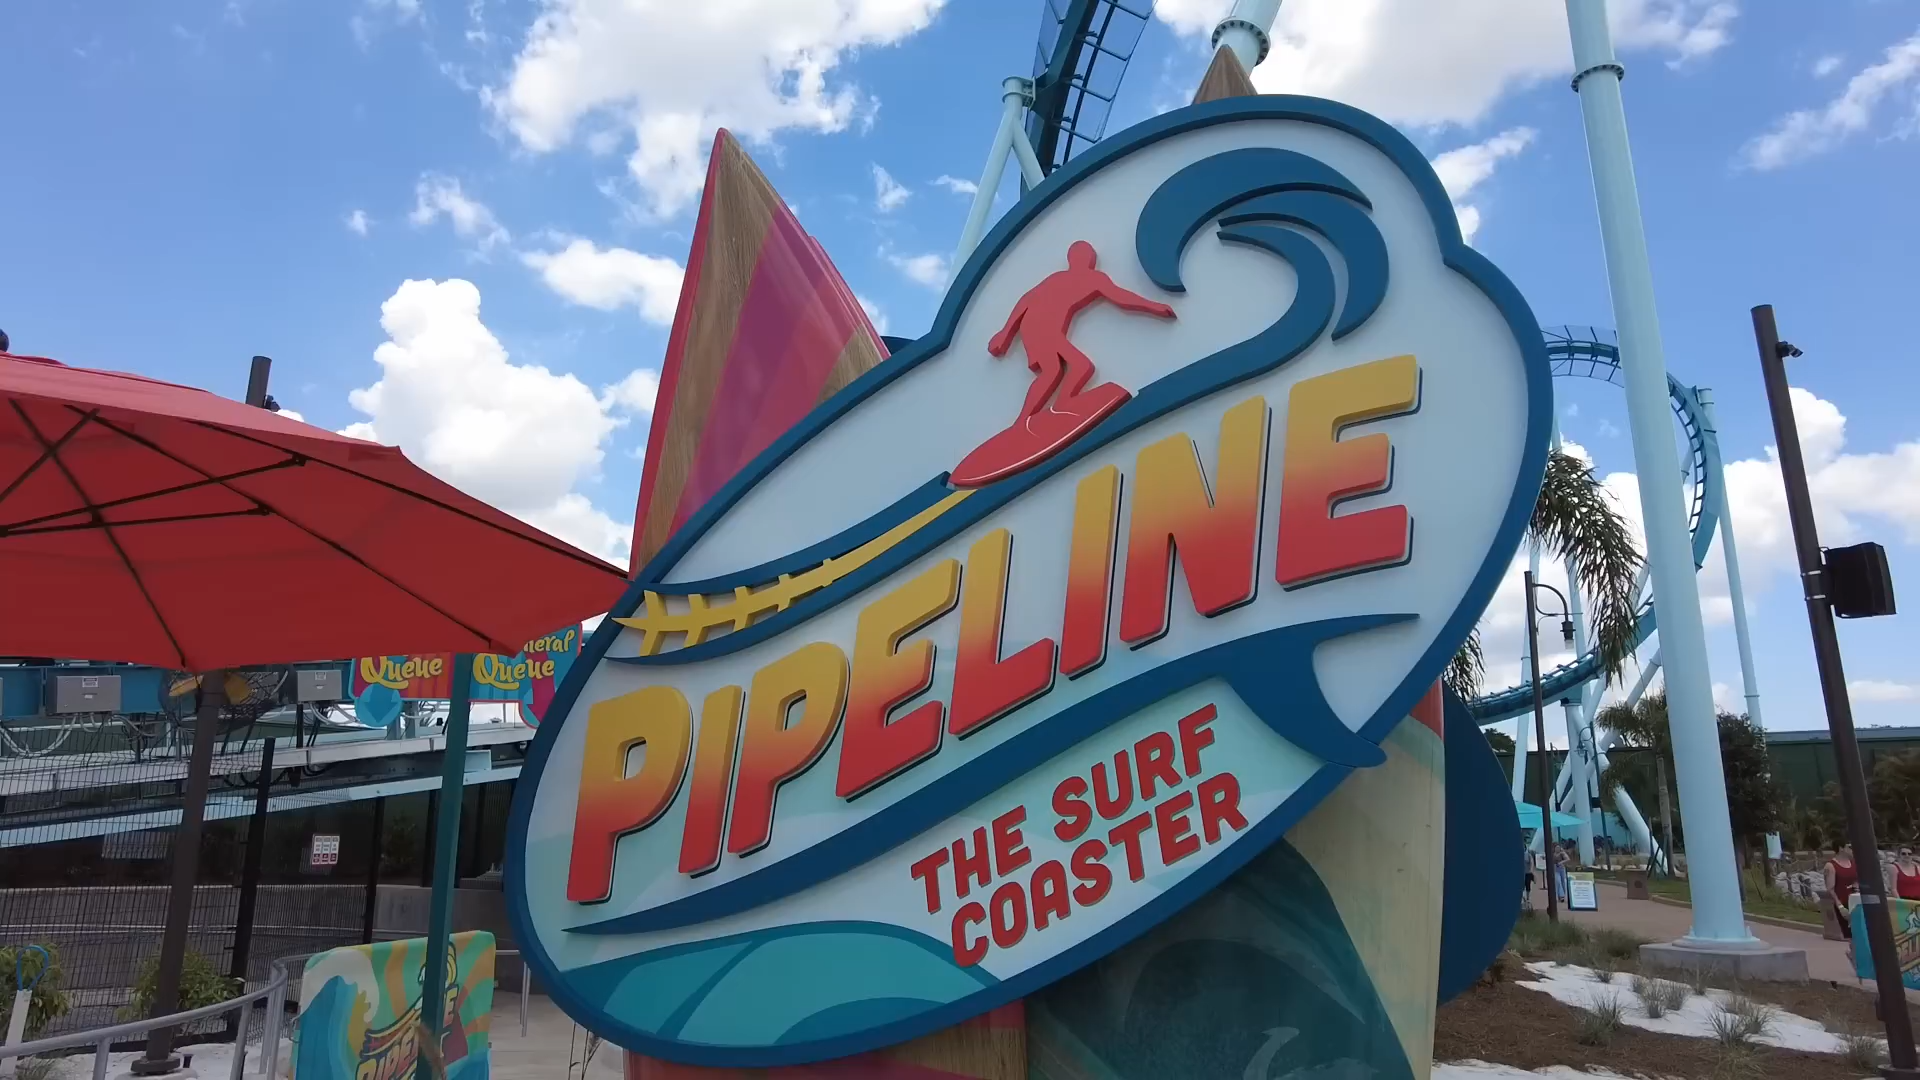 PIPELINE
THE SURF
COASTER
Queue
Queue